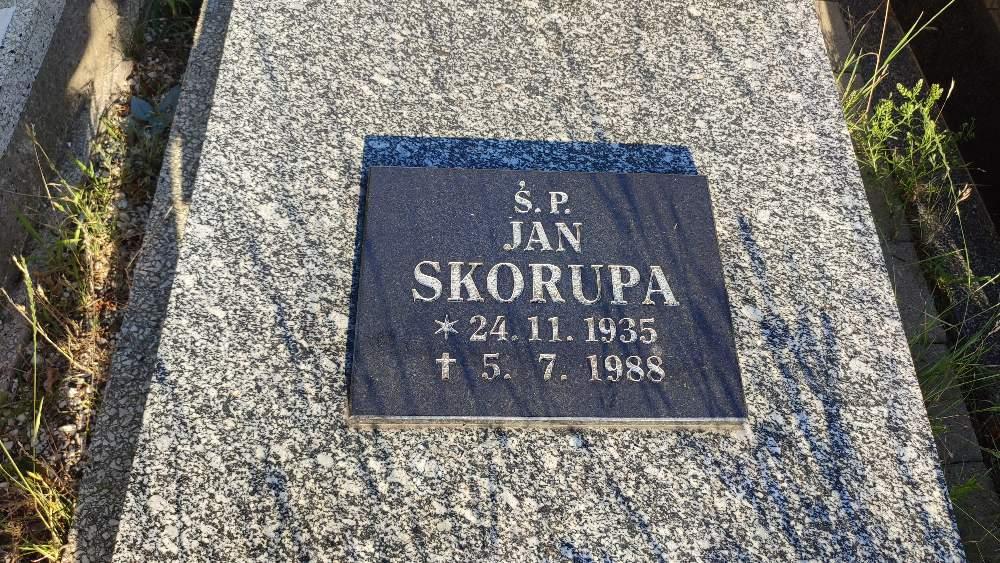 Ś. P.
JAN
SKORUPA
* 24. 11. 1935
✝ 5. 7. 1988